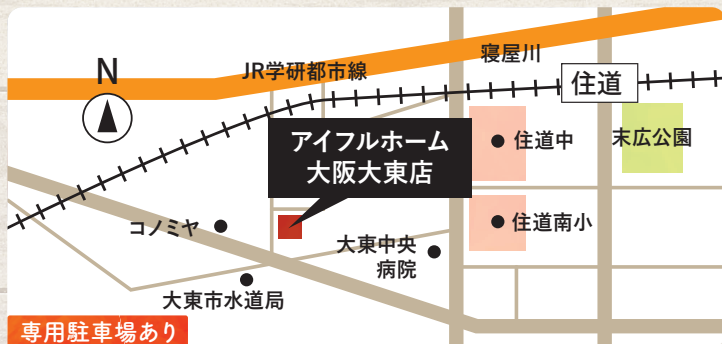 N
JR学研都市線
寝屋川
住道
アイフルホーム
大阪大東店
住道中
末広公園
コノミヤ
住道南小
大東中央
病院
大東市水道局
専用駐車場あり